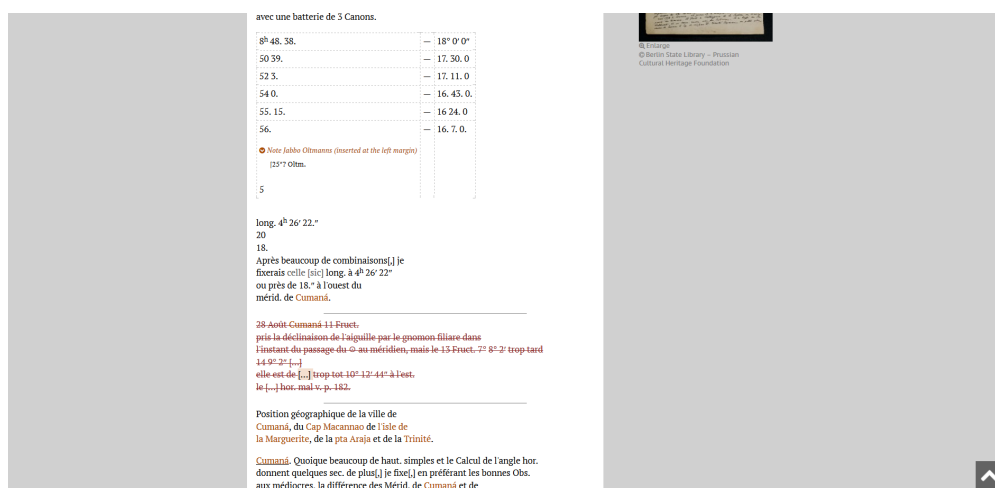 avec une batterie de 3 Canons.
8h 48. 38. — 18° 0′ 0″
50 39. — 17. 30. 0
52 3. — 17. 11. 0
54 0. — 16. 43. 0.
55. 15. — 16 24. 0
56. — 16. 7. 0.
Note Jabbo Oltmanns (inserted at the left margin)
⌈25″7 Oltm.
5
long. 4h 26′ 22.″
20
18.
Après beaucoup de combinaisons[,] je
fixerais celle [sic] long. à 4h 26′ 22″
ou près de 18.″ à l'ouest du
mérid. de Cumaná.
28 Août Cumaná 11 Fruct.
pris la déclinaison de l'aiguille par le gnomon filiare dans
l'instant du passage du ☉ au méridien, mais le 13 Fruct. 7° 8° 2′ trop tard
14 9° 2″ [...]
elle est de [...] trop tot 10° 12′ 44″ à l'est.
le [...] hor. mal v. p. 182.
Position géographique de la ville de
Cumaná, du Cap Macannao de l'isle de
la Marguerite, de la pta Araja et de la Trinité.
Cumaná. Quoique beaucoup de haut. simples et le Calcul de l'angle hor.
donnent quelques sec. de plus[,] je fixe[,] en préférant les bonnes Obs.
aux médiocres, la différence des Mérid. de Cumaná et de
Enlarge
©Berlin State Library – Prussian
Cultural Heritage Foundation